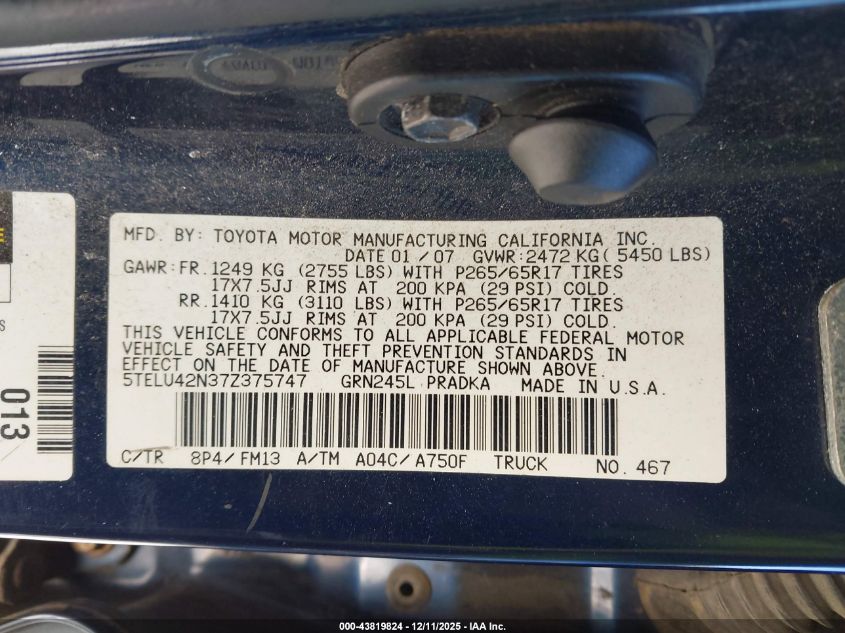 MFD. BY: TOYOTA MOTOR MANUFACTURING CALIFORNIA INC.
DATE 01 / 07 GVWR:2472 KG( 5450 LBS)
GAWR:FR.1249 KG (2755 LBS) WITH P265/65R17 TIRES
17X7.5JJ RIMS AT 200 KPA (29 PSI) COLD.
RR.1410 KG (3110 LBS) WITH P265/65R17 TIRES
17X7.5JJ RIMS AT 200 KPA (29 PSI) COLD.
THIS VEHICLE CONFORMS TO ALL APPLICABLE FEDERAL MOTOR
VEHICLE SAFETY AND THEFT PREVENTION STANDARDS IN
EFFECT ON THE DATE OF MANUFACTURE SHOWN ABOVE.
5TELU42N37Z375747 GRN245L PRADKA MADE IN U.S.A.
C/TR 8P4/ FM13 A/TM A04C/ A750F TRUCK NO. 467
013
000-43819824 - 12/11/2025 - IAA Inc.